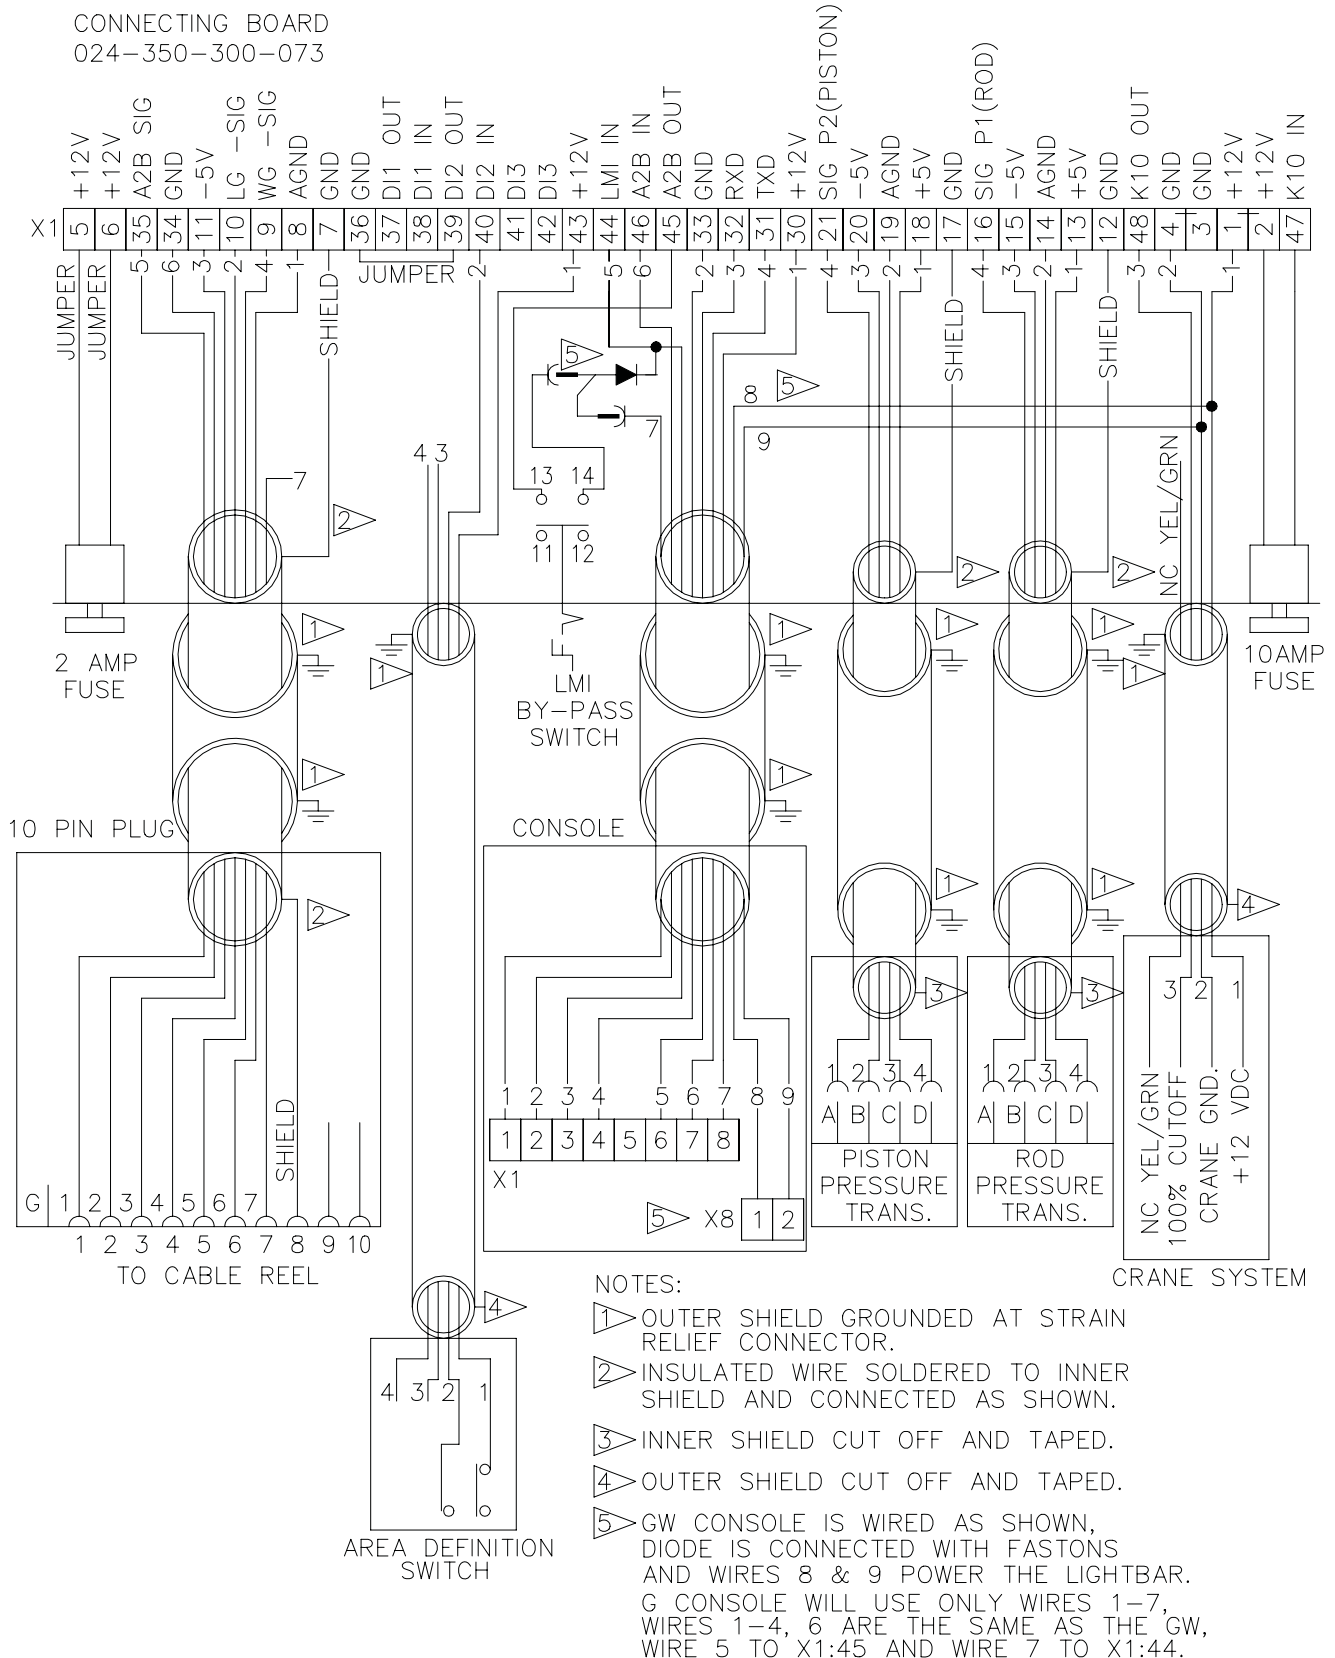 CONNECTING BOARD
024-350-300-073
+12V
+12V
A2B SIG
GND
-5V
LG -SIG
WG -SIG
AGND
GND
GND
DI1 OUT
DI1 IN
DI2 OUT
DI2 IN
DI3
DI3
+12V
LMI IN
A2B IN
A2B OUT
GND
RXD
TXD
+12V
SIG P2(PISTON)
-5V
AGND
+5V
GND
SIG P1(ROD)
-5V
AGND
+5V
GND
K10 OUT
GND
GND
+12V
+12V
K10 IN
X1 5 6 35 34 11 10 9 8 7 36 37 38 39 40 41 42 43 44 46 45 33 32 31 30 21 20 19 18 17 16 15 14 13 12 48 4 3 1 2 47
JUMPER
JUMPER
5 6 3 2 4 1
SHIELD
JUMPER
2 1 5 6 2 3 4 1 4 3 2 1
SHIELD
4 3 2 1
SHIELD
3 2 1
5
8 5
7 9
4 3
13 14
11 12
7
2
2
2
NC YEL/GRN
1
1
1
1
1
1
2 AMP
FUSE
10AMP
FUSE
LMI
BY-PASS
SWITCH
1
1
10 PIN PLUG
CONSOLE
2
1
1
4
3
3
SHIELD
G 1 2 3 4 5 6 7
1 2 3 4 5 6 7 8 9 10
TO CABLE REEL
1 2 3 4 5 6 7 8 9
1 2 3 4 5 6 7 8
X1
5 X8 1 2
1 2 3 4
A B C D
PISTON
PRESSURE
TRANS.
1 2 3 4
A B C D
ROD
PRESSURE
TRANS.
3 2 1
NC YEL/GRN
100% CUTOFF
CRANE GND.
+12 VDC
CRANE SYSTEM
4
4 3 2 1
AREA DEFINITION
SWITCH
NOTES:
1 OUTER SHIELD GROUNDED AT STRAIN
RELIEF CONNECTOR.
2 INSULATED WIRE SOLDERED TO INNER
SHIELD AND CONNECTED AS SHOWN.
3 INNER SHIELD CUT OFF AND TAPED.
4 OUTER SHIELD CUT OFF AND TAPED.
5 GW CONSOLE IS WIRED AS SHOWN,
DIODE IS CONNECTED WITH FASTONS
AND WIRES 8 & 9 POWER THE LIGHTBAR.
G CONSOLE WILL USE ONLY WIRES 1-7,
WIRES 1-4, 6 ARE THE SAME AS THE GW,
WIRE 5 TO X1:45 AND WIRE 7 TO X1:44.